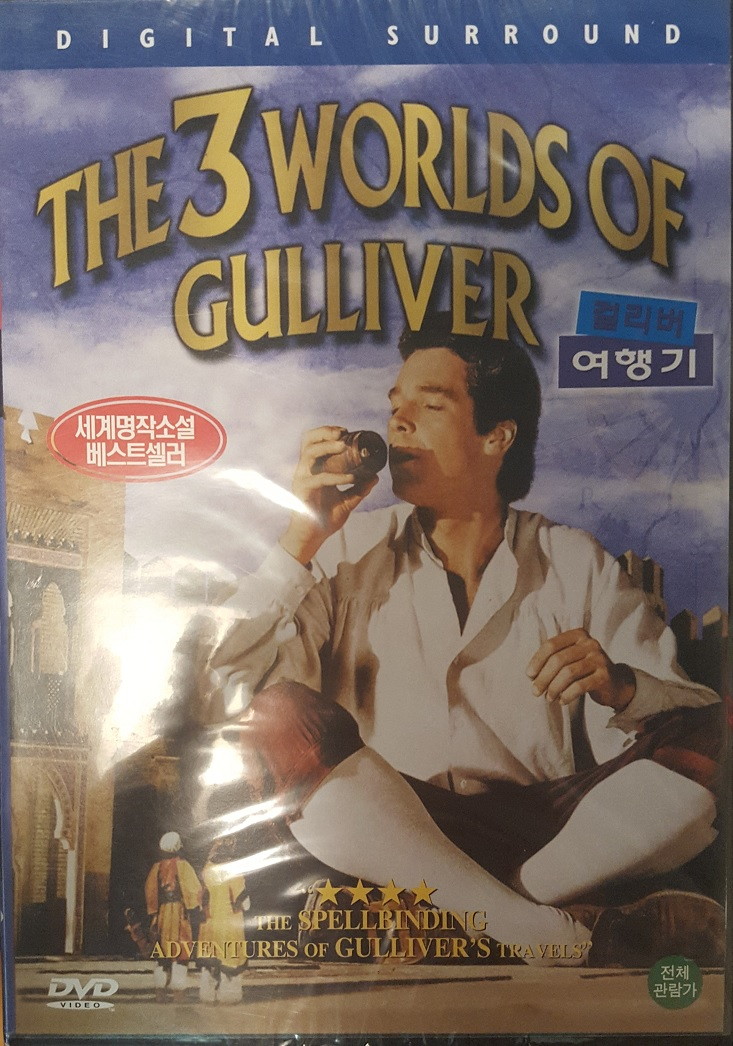 DIGITAL SURROUND
THE 3 WORLDS OF
GULLIVER
걸리버
여행기
세계명작소설
베스트셀러
"★★★★
THE SPELLBINDING
ADVENTURES OF GULLIVER'S TRAVELS"
DVD
VIDEO
전체
관람가